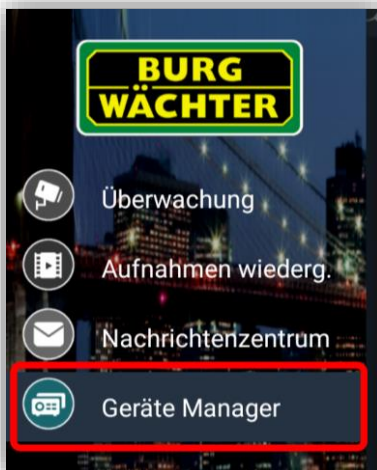 BURG
WÄCHTER
Überwachung
Aufnahmen wiederg.
Nachrichtenzentrum
Geräte Manager